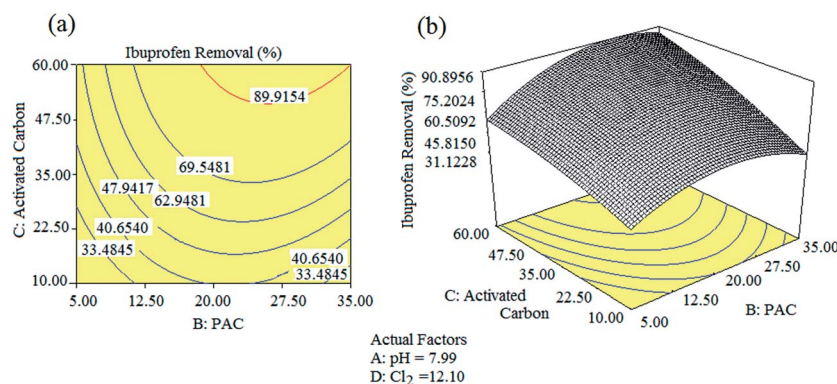 (a)
Ibuprofen Removal (%)
60.00
47.50
35.00
22.50
10.00
C: Activated Carbon
89.9154
69.5481
47.9417
62.9481
40.6540
33.4845
40.6540
33.4845
5.00 12.50 20.00 27.50 35.00
B: PAC
(b)
Ibuprofen Removal (%)
90.8956
75.2024
60.5092
45.8150
31.1228
60.00
47.50
35.00
22.50
10.00
C: Activated
Carbon
35.00
27.50
20.00
12.50
5.00
B: PAC
Actual Factors
A: pH = 7.99
D: Cl₂ =12.10